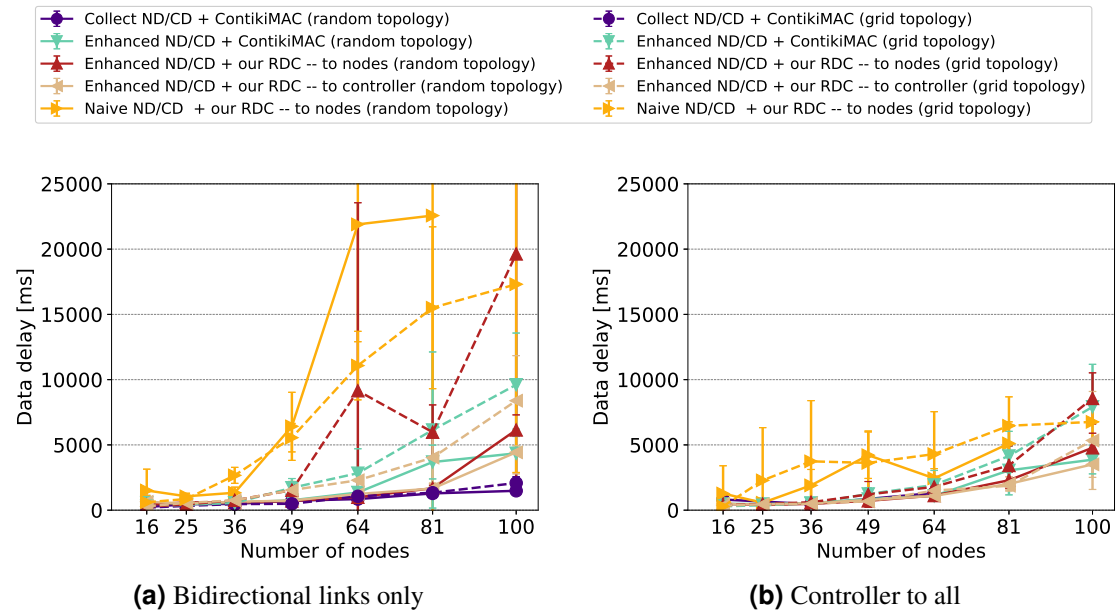 Collect ND/CD + ContikiMAC (random topology)
Enhanced ND/CD + ContikiMAC (random topology)
Enhanced ND/CD + our RDC -- to nodes (random topology)
Enhanced ND/CD + our RDC -- to controller (random topology)
Naive ND/CD  + our RDC -- to nodes (random topology)
Collect ND/CD + ContikiMAC (grid topology)
Enhanced ND/CD + ContikiMAC (grid topology)
Enhanced ND/CD + our RDC -- to nodes (grid topology)
Enhanced ND/CD + our RDC -- to controller (grid topology)
Naive ND/CD  + our RDC -- to nodes (grid topology)
Data delay [ms]
25000
20000
15000
10000
5000
0
16 25 36 49 64 81 100
Number of nodes
(a) Bidirectional links only
Data delay [ms]
25000
20000
15000
10000
5000
0
16 25 36 49 64 81 100
Number of nodes
(b) Controller to all